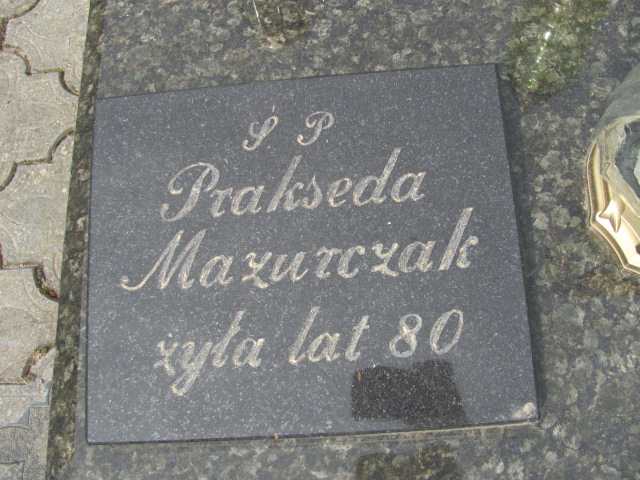 Ś P
Prakseda
Mazurczak
żyła lat 80